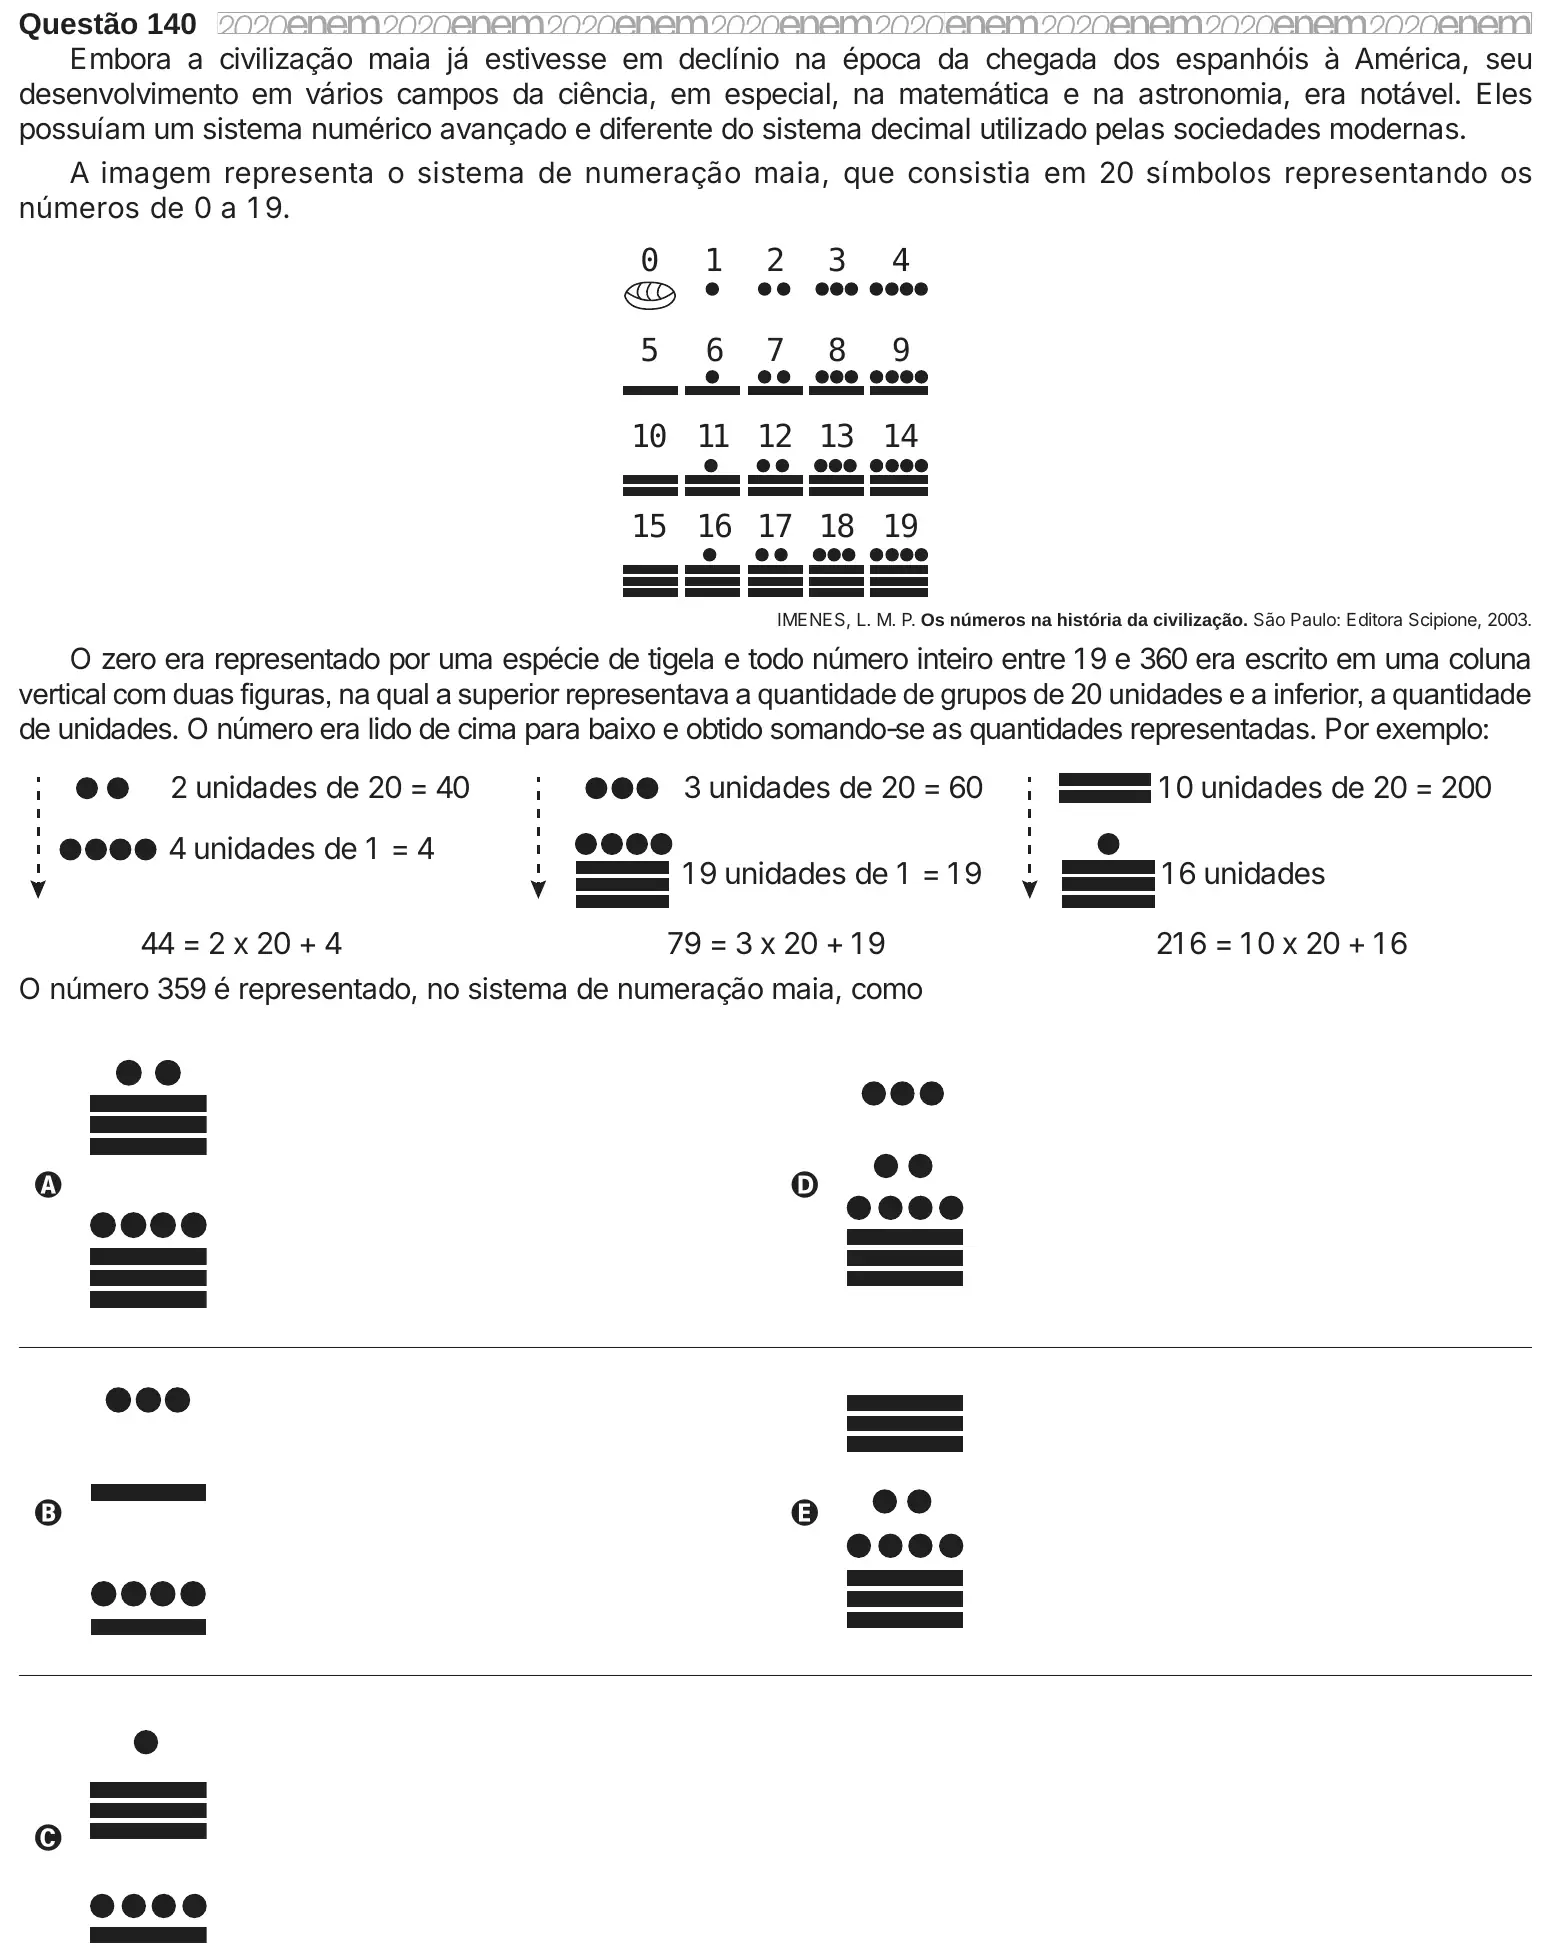 Questão 140 2020enem2020enem2020enem2020enem2020enem2020enem2020enem2020enem
Embora a civilização maia já estivesse em declínio na época da chegada dos espanhóis à América, seu
desenvolvimento em vários campos da ciência, em especial, na matemática e na astronomia, era notável. Eles
possuíam um sistema numérico avançado e diferente do sistema decimal utilizado pelas sociedades modernas.
A imagem representa o sistema de numeração maia, que consistia em 20 símbolos representando os
números de 0 a 19.
0 1 2 3 4
5 6 7 8 9
10 11 12 13 14
15 16 17 18 19
IMENES, L. M. P. Os números na história da civilização. São Paulo: Editora Scipione, 2003.
O zero era representado por uma espécie de tigela e todo número inteiro entre 19 e 360 era escrito em uma coluna
vertical com duas figuras, na qual a superior representava a quantidade de grupos de 20 unidades e a inferior, a quantidade
de unidades. O número era lido de cima para baixo e obtido somando-se as quantidades representadas. Por exemplo:
2 unidades de 20 = 40
4 unidades de 1 = 4
44 = 2 x 20 + 4
3 unidades de 20 = 60
19 unidades de 1 = 19
79 = 3 x 20 + 19
10 unidades de 20 = 200
16 unidades
216 = 10 x 20 + 16
O número 359 é representado, no sistema de numeração maia, como
A
B
C
D
E